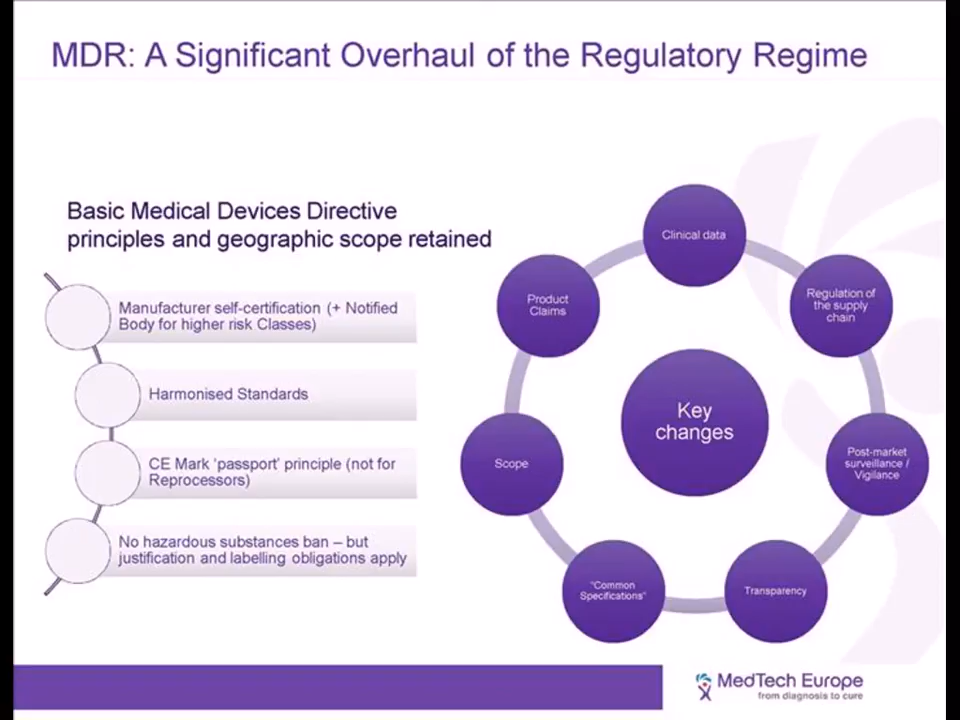 MDR: A Significant Overhaul of the Regulatory Regime
Basic Medical Devices Directive
principles and geographic scope retained
Manufacturer self-certification (+ Notified
Body for higher risk Classes)
Harmonised Standards
CE Mark ‘passport’ principle (not for
Reprocessors)
No hazardous substances ban – but
justification and labelling obligations apply
Key
changes
Clinical data
Regulation of
the supply
chain
Post-market
surveillance /
Vigilance
Transparency
"Common
Specifications"
Scope
Product
Claims
MedTech Europe
from diagnosis to cure